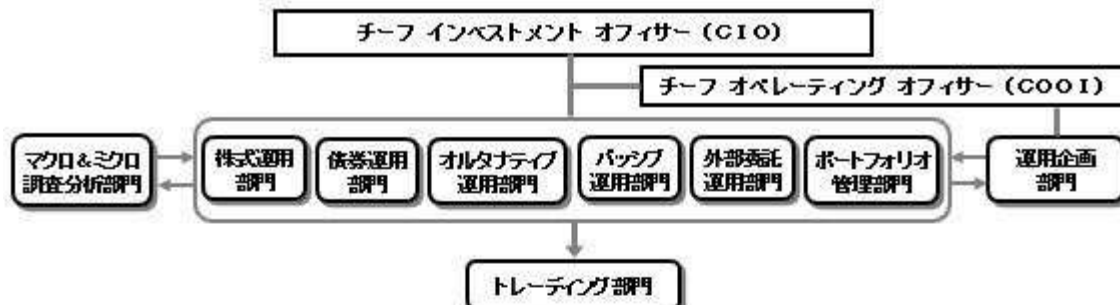 チーフ インベストメント オフィサー（ＣＩＯ）
チーフ オペレーティング オフィサー（ＣＯＯＩ）
マクロ＆ミクロ
調査分析部門
株式運用
部門
債券運用
部門
オルタナティブ
運用部門
パッシブ
運用部門
外部委託
運用部門
ポートフォリオ
管理部門
運用企画
部門
トレーディング部門